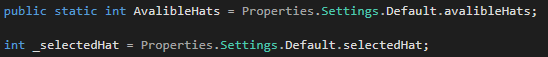 public static int AvalibleHats = Properties.Settings.Default.avalibleHats;
int _selectedHat = Properties.Settings.Default.selectedHat;